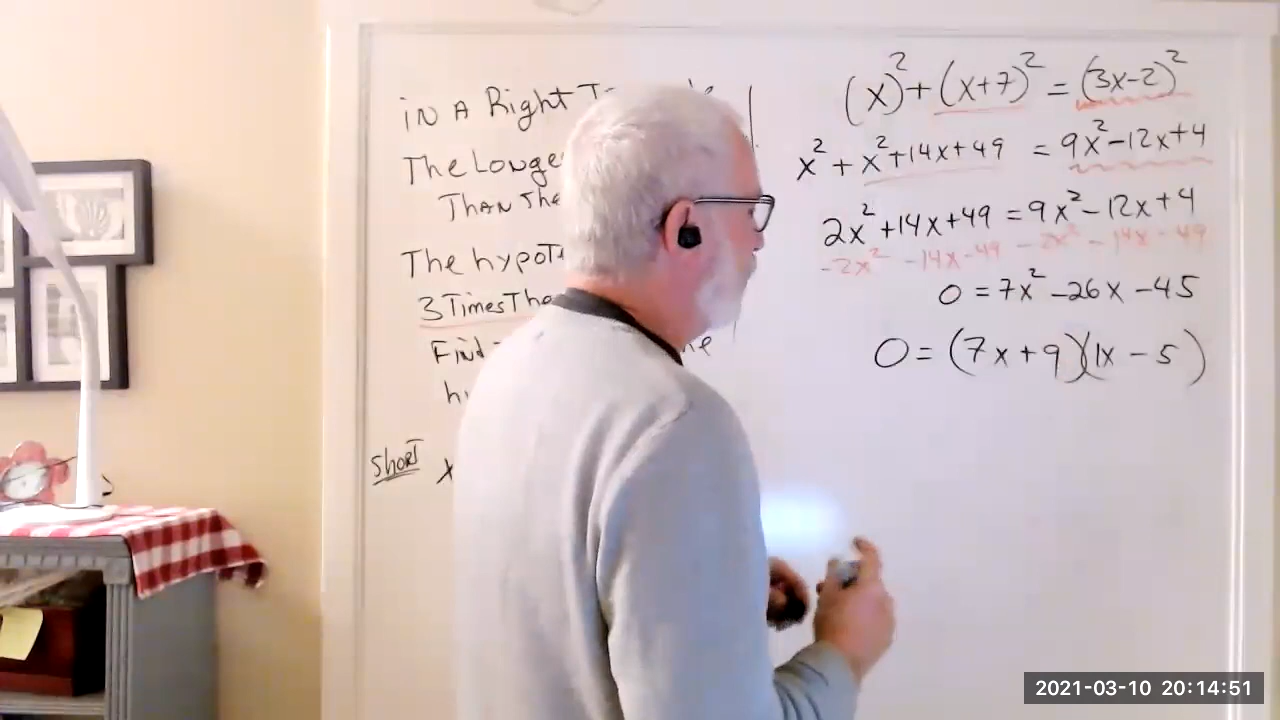 IN A Right
The Longe
THAN The
The hypot
3 Times The
Find
Short x
(x)² + (x+7)² = (3x-2)²
x² + x²+14x+49 = 9x²-12x+4
2x²+14x+49 = 9x²-12x+4
-2x² -14x-49 -2x² -14x -49
0 = 7x² -26x -45
0 = (7x+9)(1x-5)
2021-03-10 20:14:51